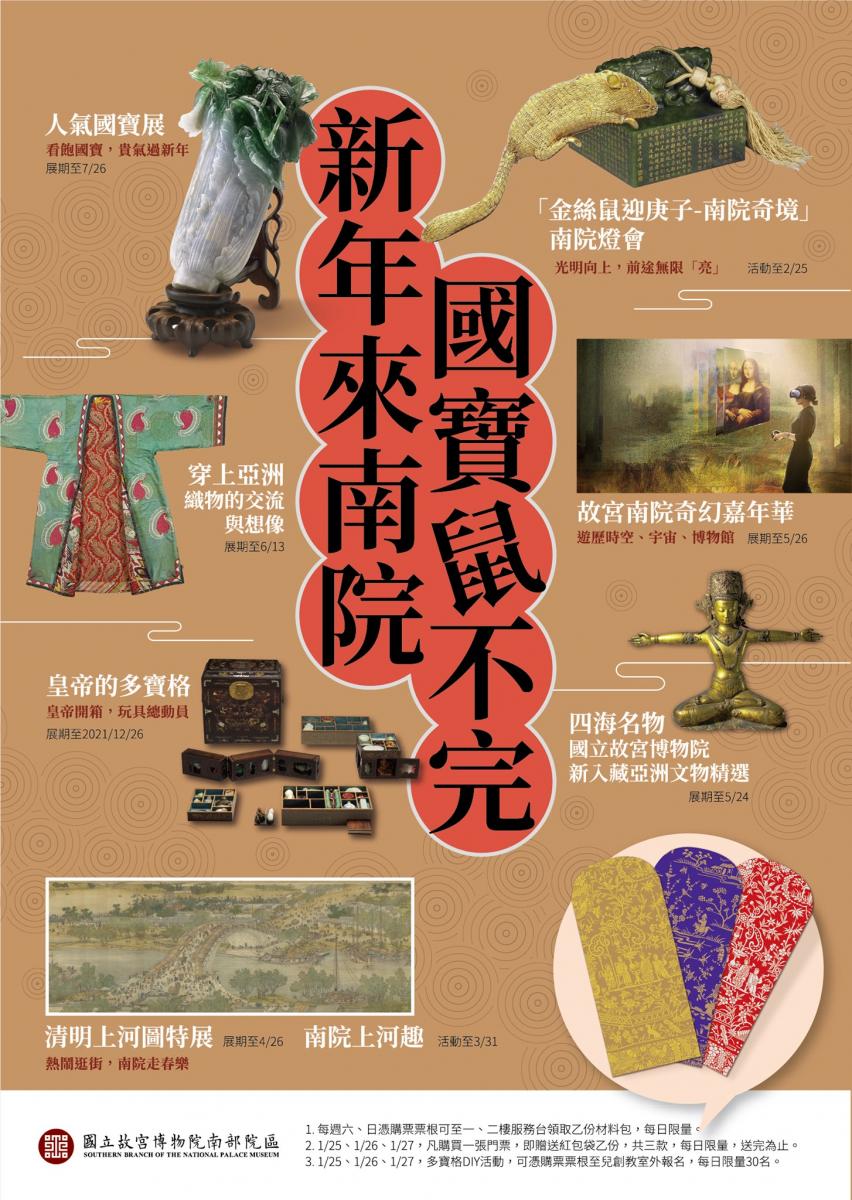 新年來南院
國寶鼠不完
人氣國寶展
看飽國寶，貴氣過新年
展期至7/26
「金絲鼠迎庚子-南院奇境」
南院燈會
光明向上，前途無限「亮」 活動至2/25
穿上亞洲
織物的交流
與想像
展期至6/13
故宮南院奇幻嘉年華
遊歷時空、宇宙、博物館 展期至5/26
皇帝的多寶格
皇帝開箱，玩具總動員
展期至2021/12/26
四海名物
國立故宮博物院
新入藏亞洲文物精選
展期至5/24
清明上河圖特展 展期至4/26 南院上河趣 活動至3/31
熱鬧逛街，南院走春樂
國立故宮博物院南部院區
SOUTHERN BRANCH OF THE NATIONAL PALACE MUSEUM
1. 每週六、日憑購票票根可至一、二樓服務台領取乙份材料包，每日限量。
2. 1/25、1/26、1/27，凡購買一張門票，即贈送紅包袋乙份，共三款，每日限量，送完為止。
3. 1/25、1/26、1/27，多寶格DIY活動，可憑購票票根至兒創教室外報名，每日限量30名。